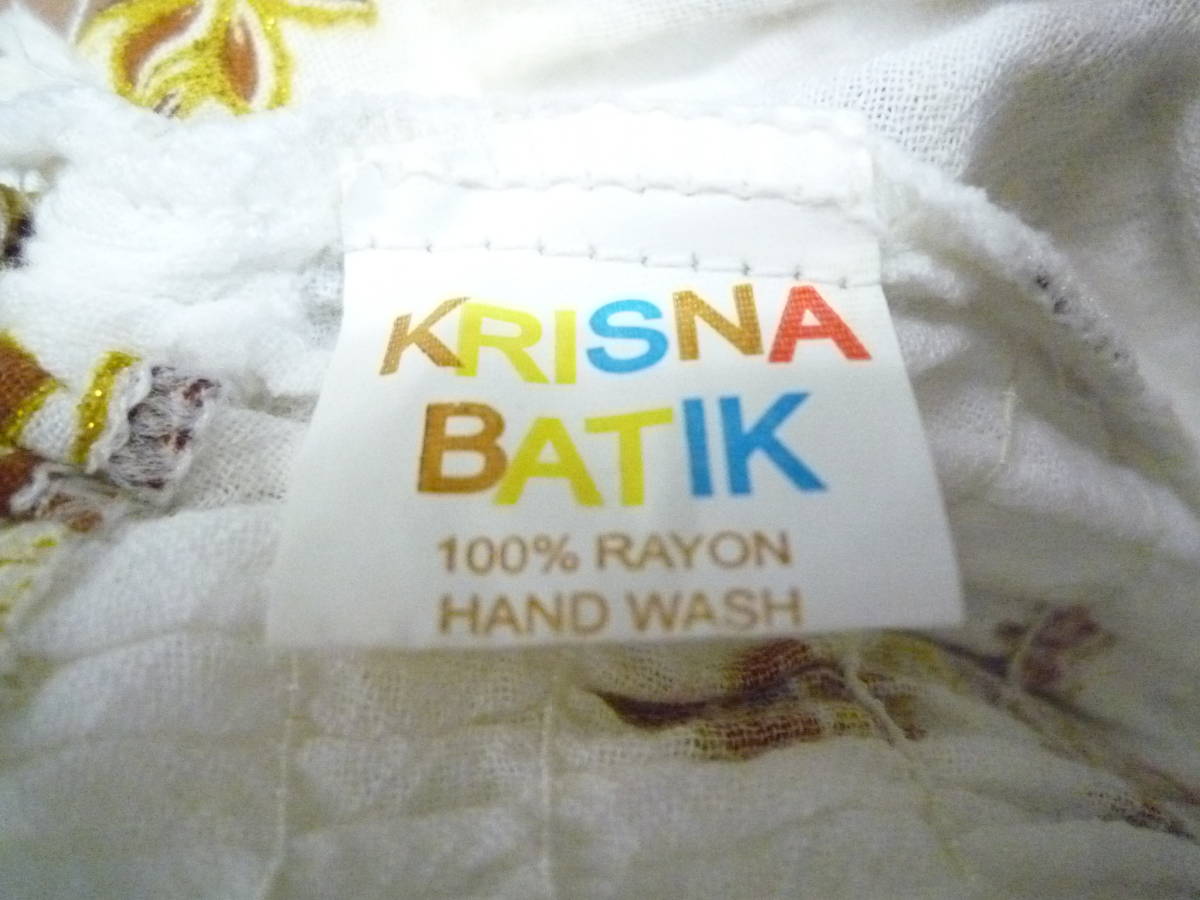 KRISNA
BATIK
100% RAYON
HAND WASH